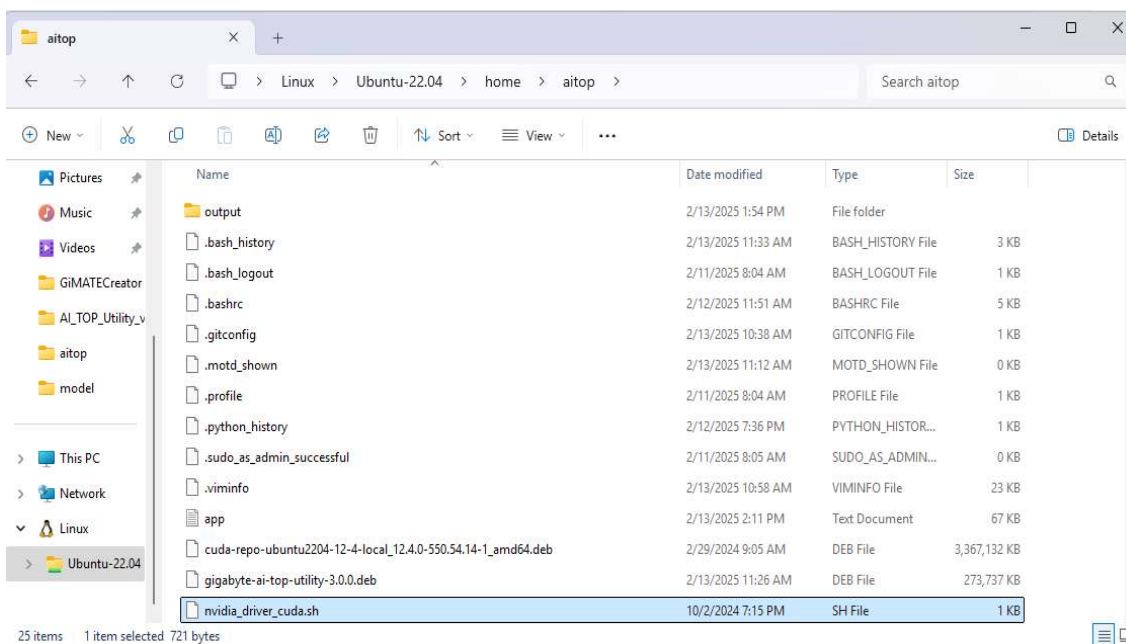 aitop
Linux > Ubuntu-22.04 > home > aitop >
Search aitop
New
Sort
View
Details
Name Date modified Type Size
Pictures
Music
Videos
GiMATECreator
AI_TOP_Utility_v
aitop
model
This PC
Network
Linux
Ubuntu-22.04
output 2/13/2025 1:54 PM File folder
.bash_history 2/13/2025 11:33 AM BASH_HISTORY File 3 KB
.bash_logout 2/11/2025 8:04 AM BASH_LOGOUT File 1 KB
.bashrc 2/12/2025 11:51 AM BASHRC File 5 KB
.gitconfig 2/13/2025 10:38 AM GITCONFIG File 1 KB
.motd_shown 2/13/2025 11:12 AM MOTD_SHOWN File 0 KB
.profile 2/11/2025 8:04 AM PROFILE File 1 KB
.python_history 2/12/2025 7:36 PM PYTHON_HISTOR... 1 KB
.sudo_as_admin_successful 2/11/2025 8:05 AM SUDO_AS_ADMIN... 0 KB
.viminfo 2/13/2025 10:58 AM VIMINFO File 23 KB
app 2/13/2025 2:11 PM Text Document 67 KB
cuda-repo-ubuntu2204-12-4-local_12.4.0-550.54.14-1_amd64.deb 2/29/2024 9:05 AM DEB File 3,367,132 KB
gigabyte-ai-top-utility-3.0.0.deb 2/13/2025 11:26 AM DEB File 273,737 KB
nvidia_driver_cuda.sh 10/2/2024 7:15 PM SH File 1 KB
25 items 1 item selected 721 bytes